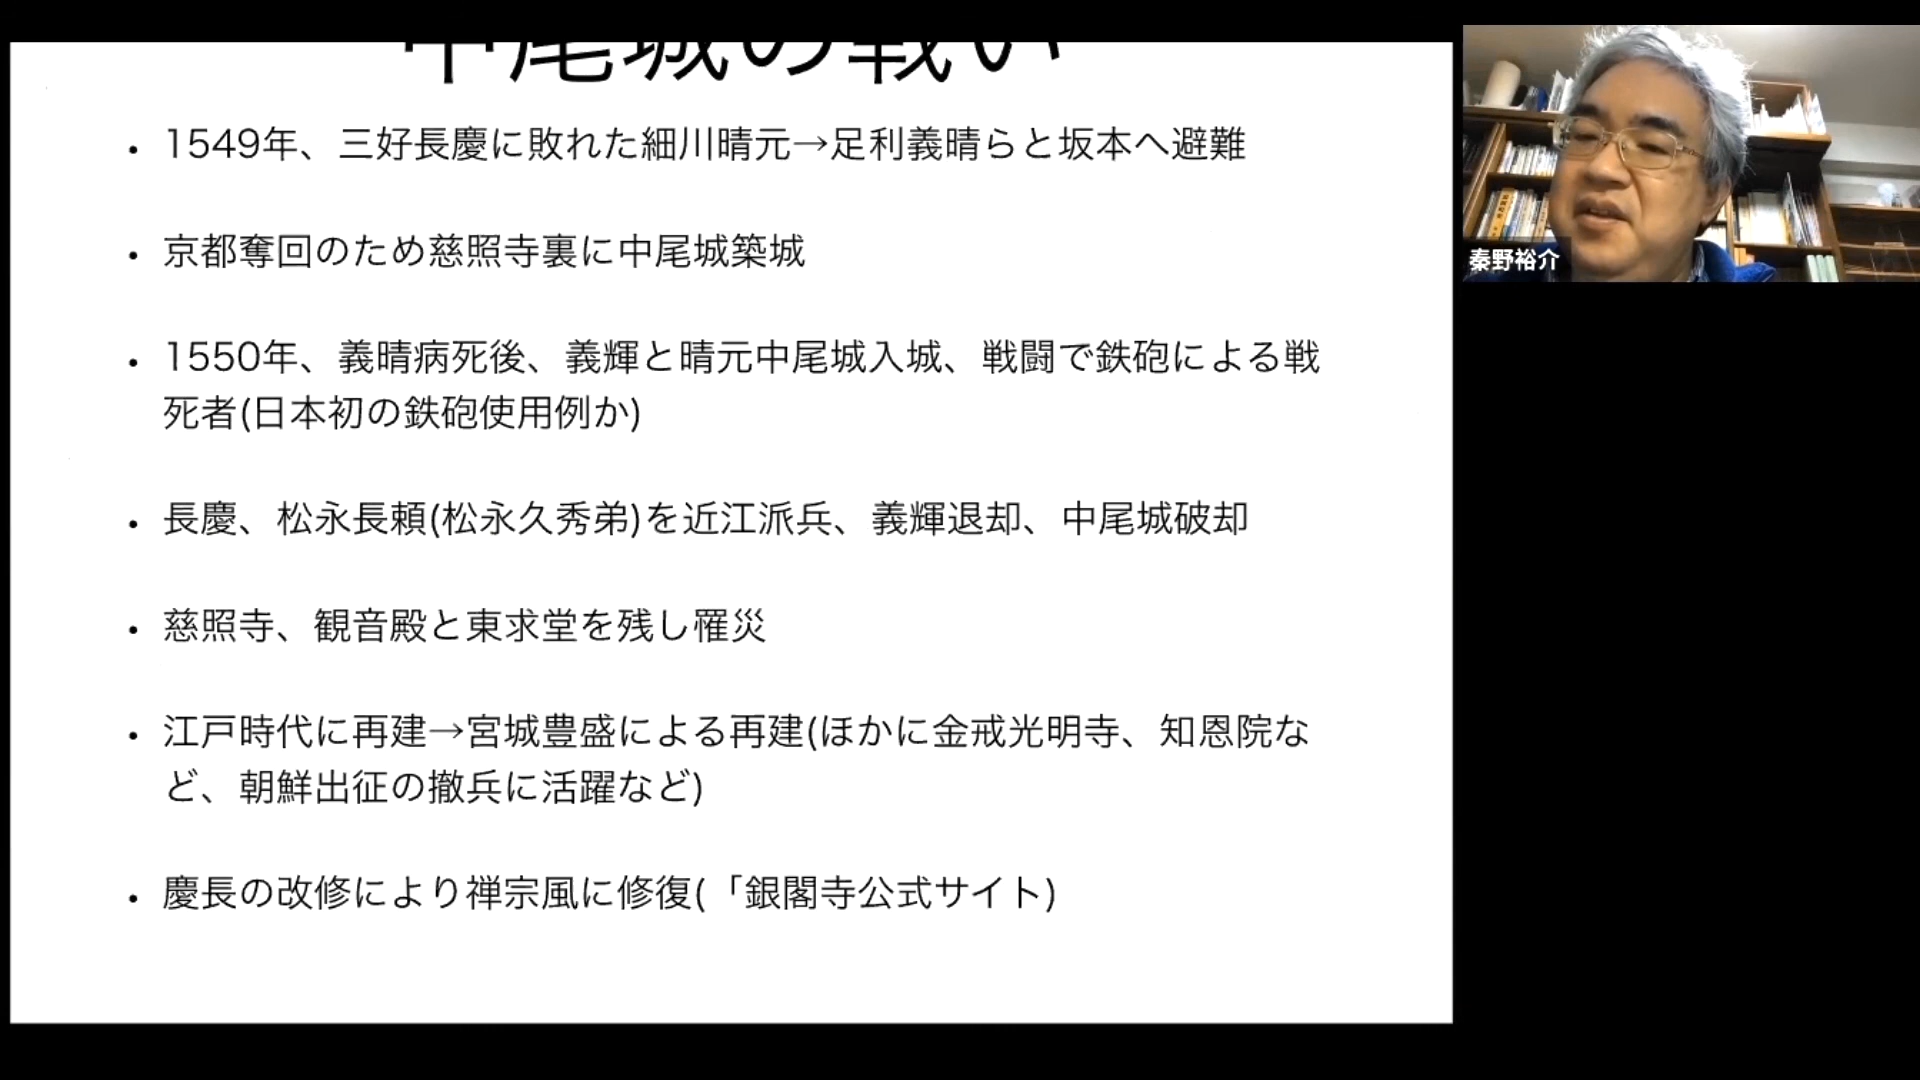 中尾城の戦い
• 1549年、三好長慶に敗れた細川晴元→足利義晴らと坂本へ避難
• 京都奪回のため慈照寺裏に中尾城築城
• 1550年、義晴病死後、義輝と晴元中尾城入城、戦闘で鉄砲による戦
死者(日本初の鉄砲使用例か)
• 長慶、松永長頼(松永久秀弟)を近江派兵、義輝退却、中尾城破却
• 慈照寺、観音殿と東求堂を残し罹災
• 江戸時代に再建→宮城豊盛による再建(ほかに金戒光明寺、知恩院な
ど、朝鮮出征の撤兵に活躍など)
• 慶長の改修により禅宗風に修復(「銀閣寺公式サイト)
秦野裕介